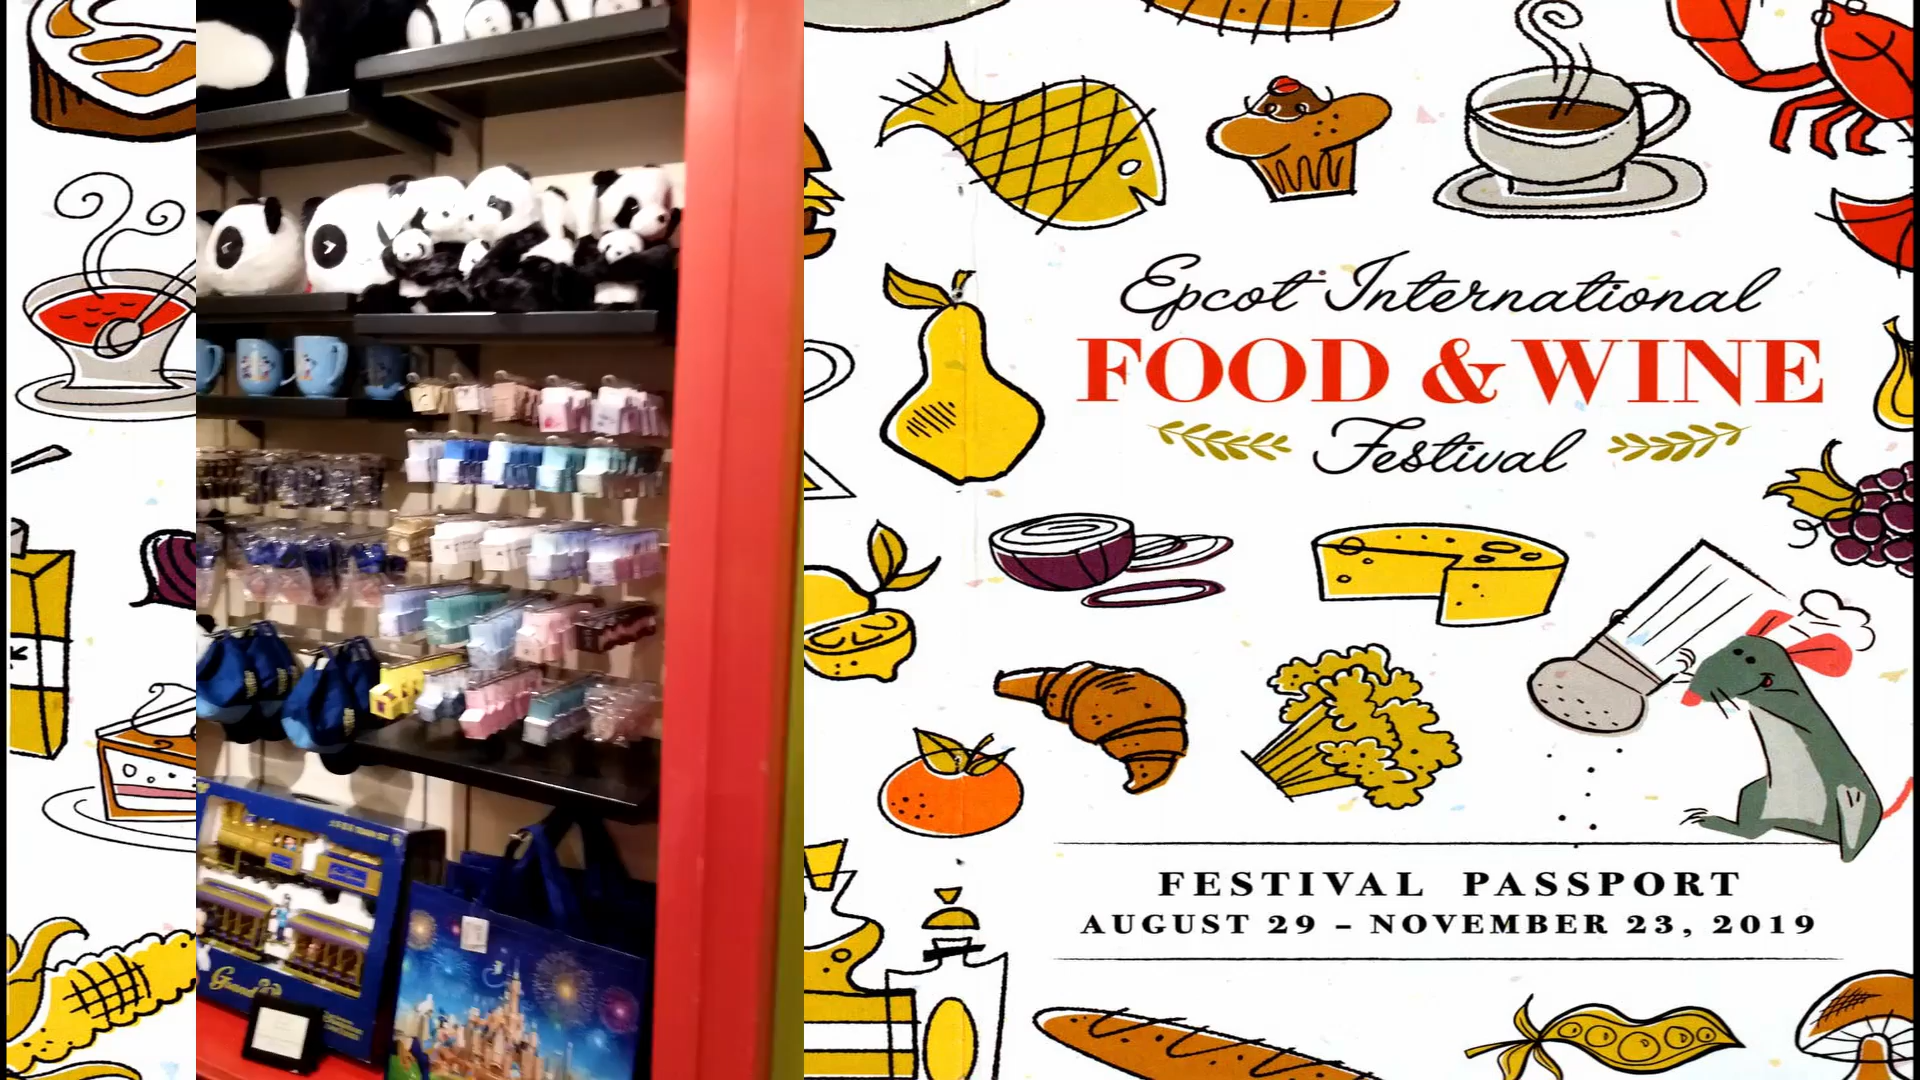 Epcot International
FOOD & WINE
Festival
FESTIVAL PASSPORT
AUGUST 29 – NOVEMBER 23, 2019